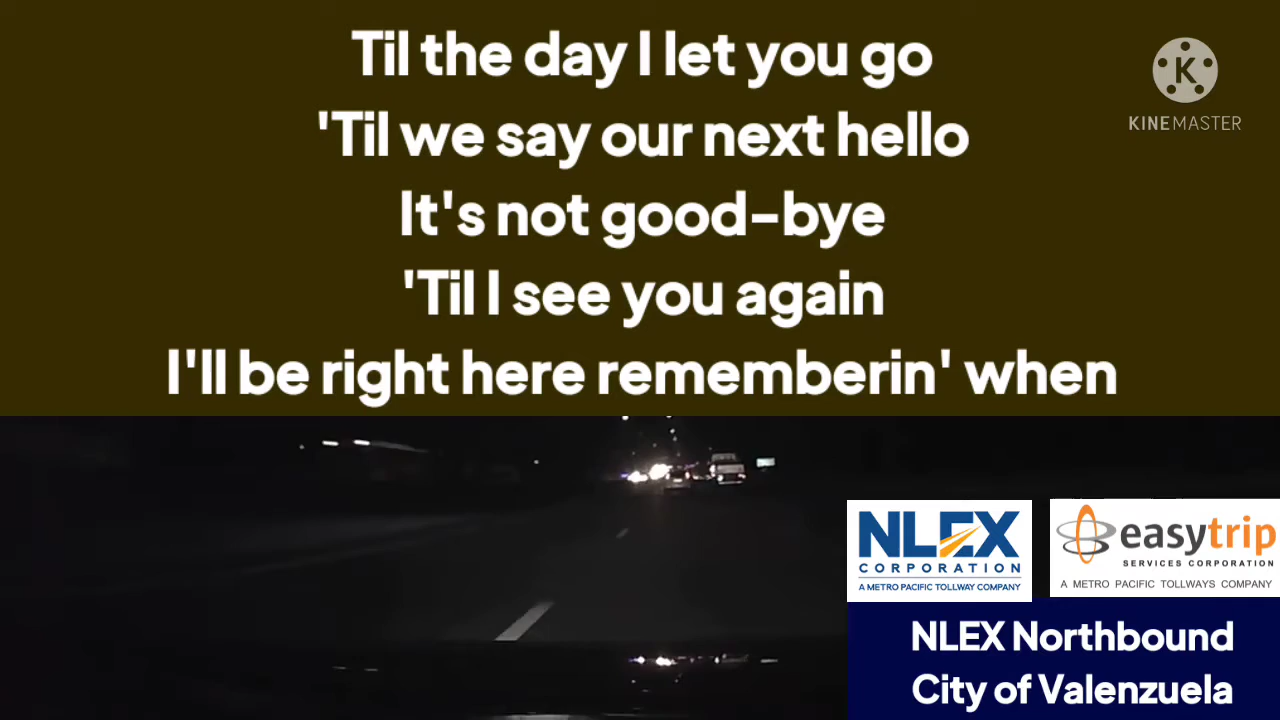 Til the day I let you go
'Til we say our next hello
It's not good-bye
'Til I see you again
I'll be right here rememberin' when
K
KINEMASTER
NLEX
CORPORATION
A METRO PACIFIC TOLLWAY COMPANY
easytrip
SERVICES CORPORATION
A METRO PACIFIC TOLLWAYS COMPANY
NLEX Northbound
City of Valenzuela